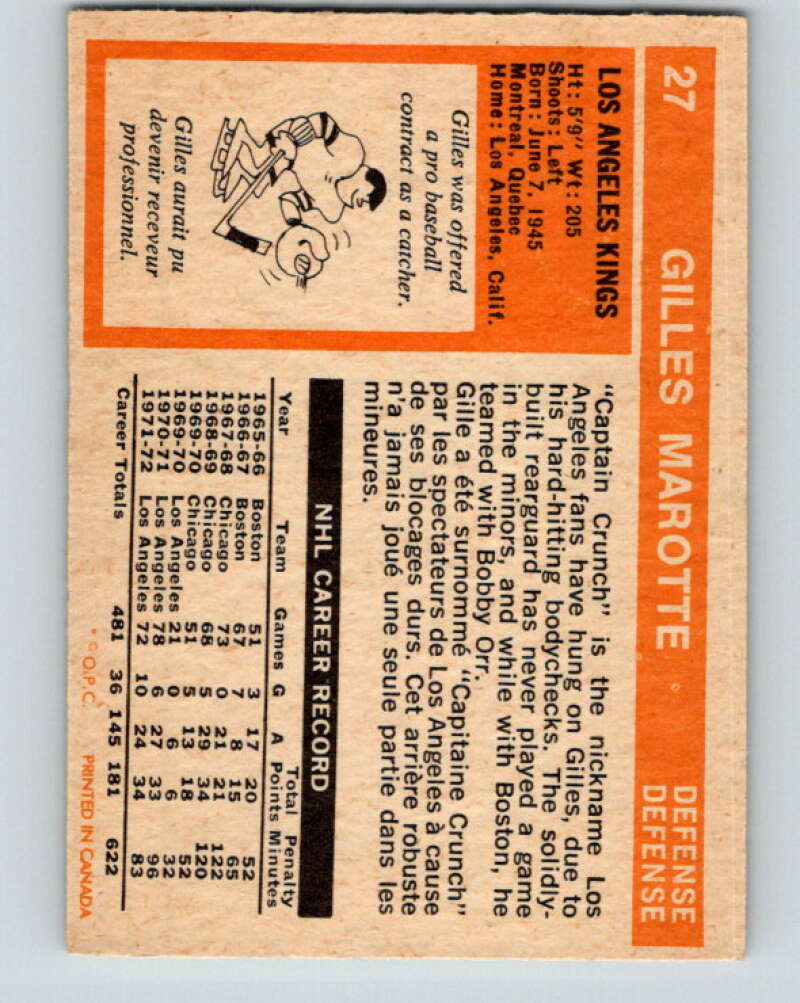 27 GILLES MAROTTE DEFENSE
DEFENSE
LOS ANGELES KINGS
Ht: 5'9" Wt: 205
Shoots: Left
Born: June 7, 1945
Montreal, Quebec
Home: Los Angeles, Calif.
Gilles was offered
a pro baseball
contract as a catcher.
Gilles aurait pu
devenir receveur
professionnel.
"Captain Crunch" is the nickname Los
Angeles fans have hung on Gilles, due to
his hard-hitting bodychecks. The solidly-
built rearguard has never played a game
in the minors, and while with Boston, he
teamed with Bobby Orr.
Gille a été surnommé "Capitaine Crunch"
par les spectateurs de Los Angeles à cause
de ses blocages durs. Cet arrière robuste
n'a jamais joué une seule partie dans les
mineures.
NHL CAREER RECORD
Total Penalty
Year Team Games G A Points Minutes
1965-66 Boston 51 3 17 20 52
1966-67 Boston 67 7 8 15 65
1967-68 Chicago 73 0 21 21 122
1968-69 Chicago 68 5 29 34 120
1969-70 Chicago 51 5 13 18 52
1969-70 Los Angeles 21 0 6 6 32
1970-71 Los Angeles 78 6 27 33 96
1971-72 Los Angeles 72 10 24 34 83
Career Totals 481 36 145 181 622
* © O.P.C. PRINTED IN CANADA